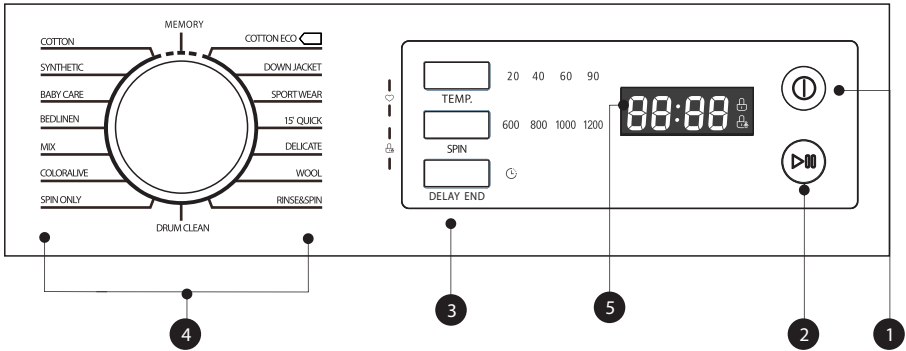 MEMORY
COTTON
COTTON ECO
SYNTHETIC
DOWN JACKET
BABY CARE
SPORT WEAR
BEDLINEN
15' QUICK
MIX
DELICATE
COLORALIVE
WOOL
SPIN ONLY
RINSE&SPIN
DRUM CLEAN
20 40 60 90
TEMP.
600 800 1000 1200
SPIN
DELAY END
88:88
1
2
3
4
5